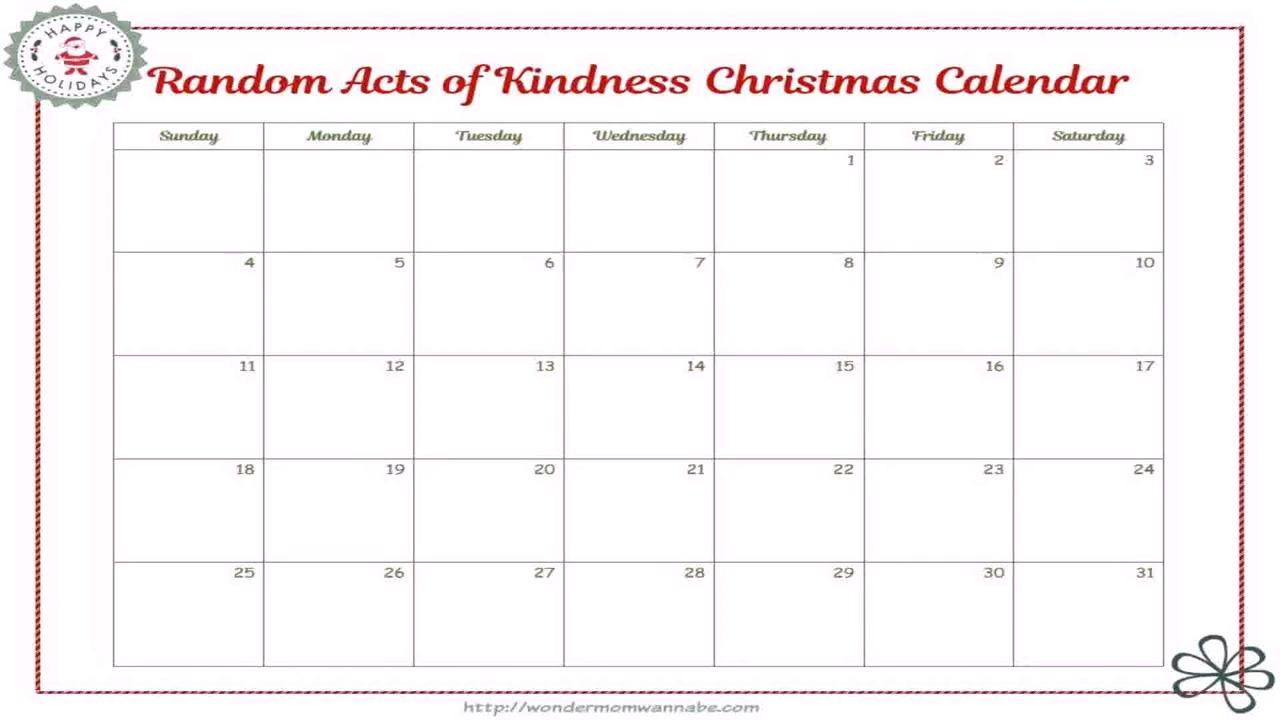 HAPPY
HOLIDAYS
Random Acts of Kindness Christmas Calendar
Sunday Monday Tuesday Wednesday Thursday Friday Saturday
1 2 3
4 5 6 7 8 9 10
11 12 13 14 15 16 17
18 19 20 21 22 23 24
25 26 27 28 29 30 31
http://wondermomwannabe.com